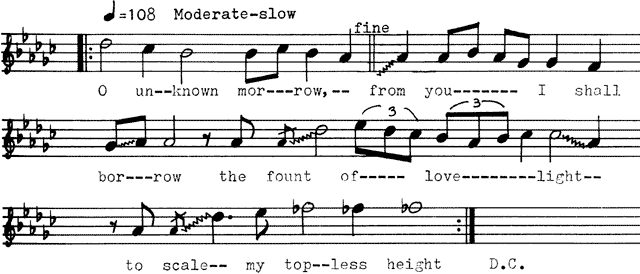 ♩=108 Moderate-slow
fine
O un--known mor---row,-- from you------- I shall
3 3
bor---row the fount of----- love---------light--
to scale-- my top--less height D.C.